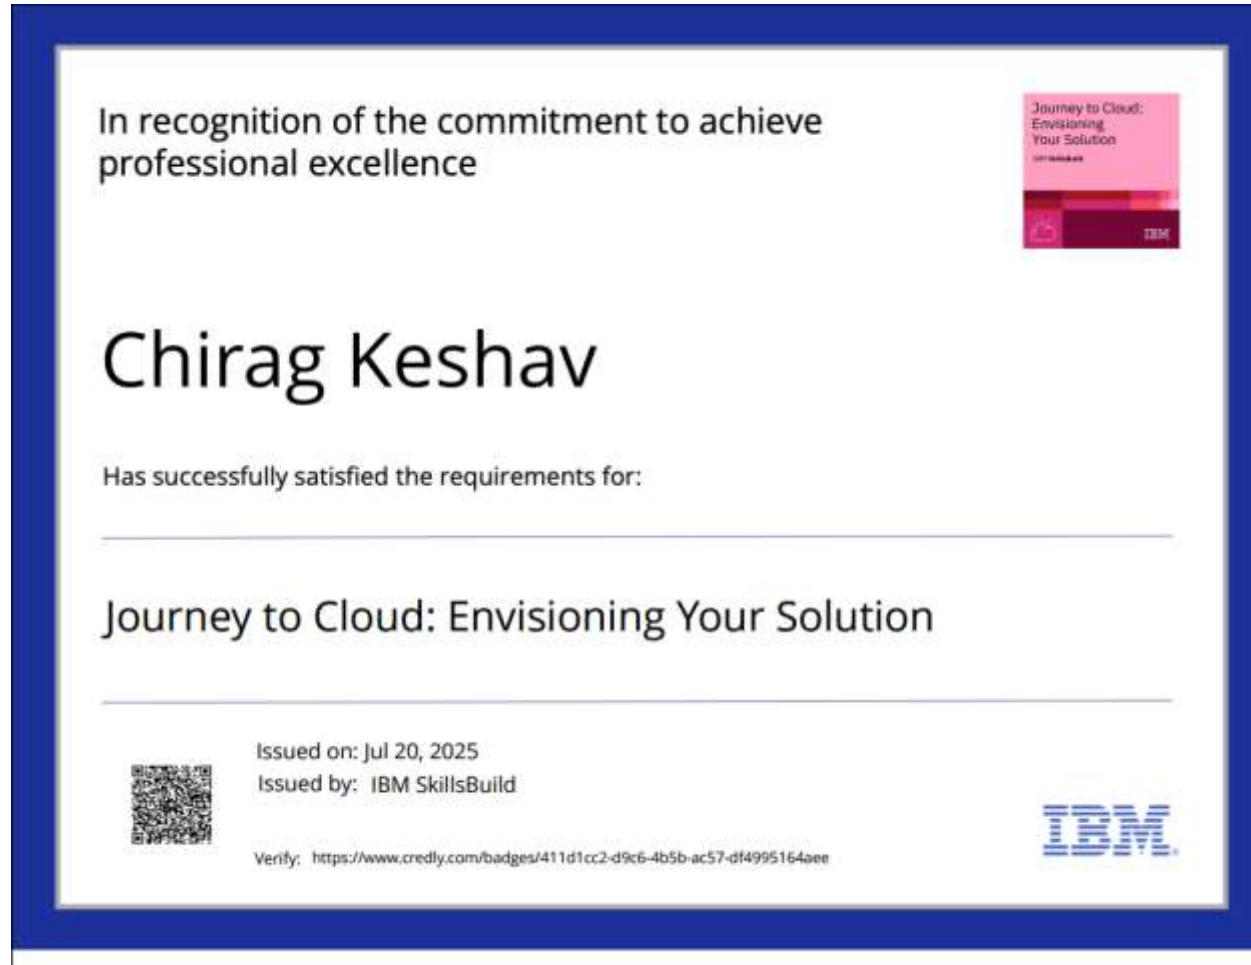 In recognition of the commitment to achieve
professional excellence
Journey to Cloud:
Envisioning
Your Solution
IBM SkillsBuild
IBM
Chirag Keshav
Has successfully satisfied the requirements for:
Journey to Cloud: Envisioning Your Solution
Issued on: Jul 20, 2025
Issued by: IBM SkillsBuild
Verify: https://www.credly.com/badges/411d1cc2-d9c6-4b5b-ac57-df4995164aee
IBM.